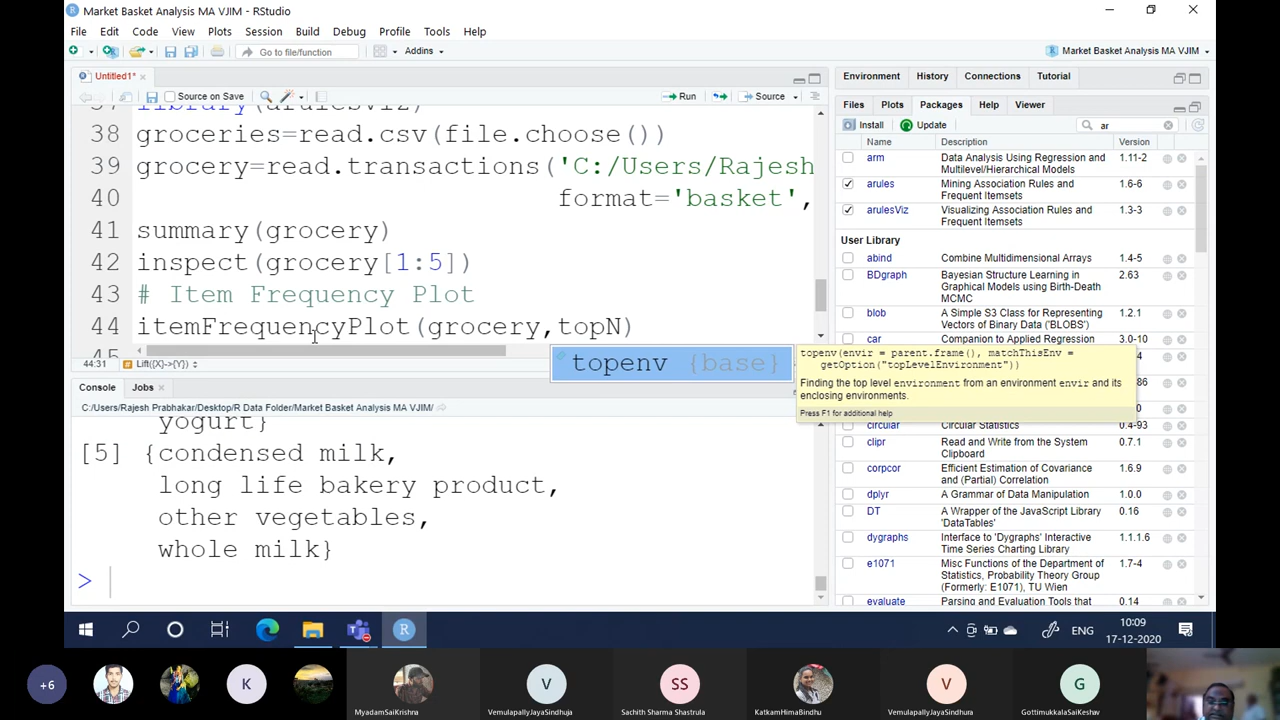 Market Basket Analysis MA VJIM - RStudio
File Edit Code View Plots Session Build Debug Profile Tools Help
Go to file/function Addins Market Basket Analysis MA VJIM
Untitled1*
Source on Save Run Source
37 library(arulesViz)
38 groceries=read.csv(file.choose())
39 grocery=read.transactions('C:/Users/Rajesh
40 format='basket',
41 summary(grocery)
42 inspect(grocery[1:5])
43 # Item Frequency Plot
44 itemFrequencyPlot(grocery,topN)
45
topenv {base}
topenv(envir = parent.frame(), matchThisEnv =
getOption("topLevelEnvironment"))
Finding the top level environment from an environment envir and its
enclosing environments.
Press F1 for additional help
44:31 Lift({X}->{Y})
Console Jobs
C:/Users/Rajesh Prabhakar/Desktop/R Data Folder/Market Basket Analysis MA VJIM/
yogurt}
[5] {condensed milk,
long life bakery product,
other vegetables,
whole milk}
>
Environment History Connections Tutorial
Files Plots Packages Help Viewer
Install Update ar
Name Description Version
arm Data Analysis Using Regression and Multilevel/Hierarchical Models 1.11-2
arules Mining Association Rules and Frequent Itemsets 1.6-6
arulesViz Visualizing Association Rules and Frequent Itemsets 1.3-3
User Library
abind Combine Multidimensional Arrays 1.4-5
BDgraph Bayesian Structure Learning in Graphical Models using Birth-Death MCMC 2.63
blob A Simple S3 Class for Representing Vectors of Binary Data ('BLOBS') 1.2.1
car Companion to Applied Regression 3.0-10
circular Circular Statistics 0.4-93
clipr Read and Write from the System Clipboard 0.7.1
corpcor Efficient Estimation of Covariance and (Partial) Correlation 1.6.9
dplyr A Grammar of Data Manipulation 1.0.0
DT A Wrapper of the JavaScript Library 'DataTables' 0.16
dygraphs Interface to 'Dygraphs' Interactive Time Series Charting Library 1.1.1.6
e1071 Misc Functions of the Department of Statistics, Probability Theory Group (Formerly: E1071), TU Wien 1.7-4
evaluate Parsing and Evaluation Tools that 0.14
ENG 10:09
17-12-2020
+6 K V SS V G
MyadamSaiKrishna VemulapallyJayaSindhuja Sachith Sharma Shastrula KatkamHimaBindhu VemulapallyJayaSindhura GottimukkalaSaiKeshav